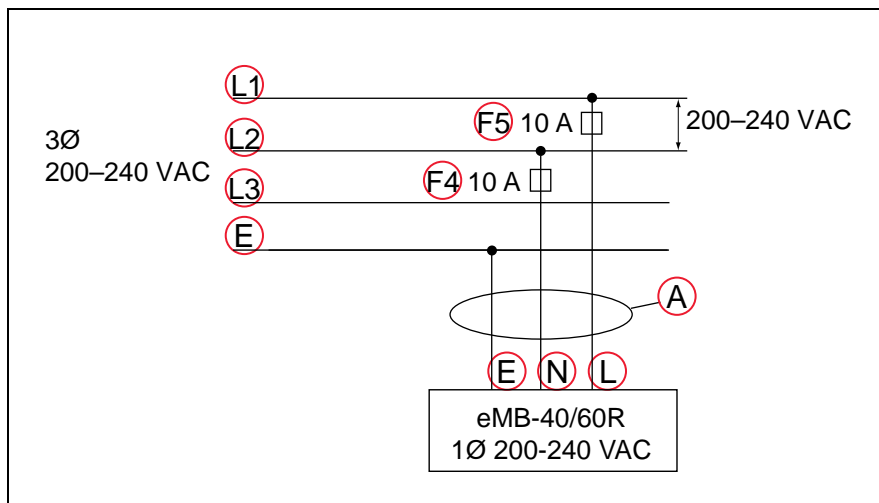 L1
F5 10 A
200–240 VAC
3Ø
L2
200–240 VAC
F4 10 A
L3
E
A
E N L
eMB-40/60R
1Ø 200-240 VAC